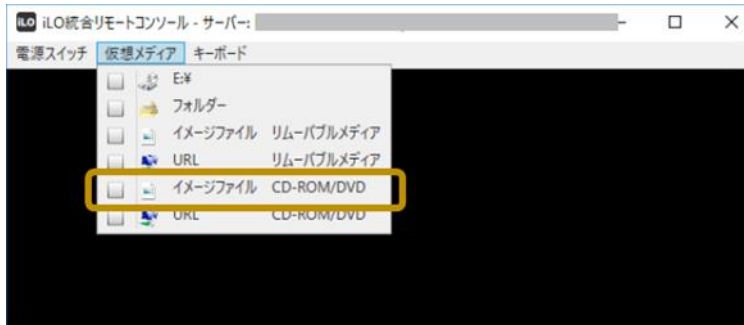 iLO iLO統合リモートコンソール - サーバー:
電源スイッチ 仮想メディア キーボード
E:¥
フォルダー
イメージファイル リムーバブルメディア
URL リムーバブルメディア
イメージファイル CD-ROM/DVD
URL CD-ROM/DVD